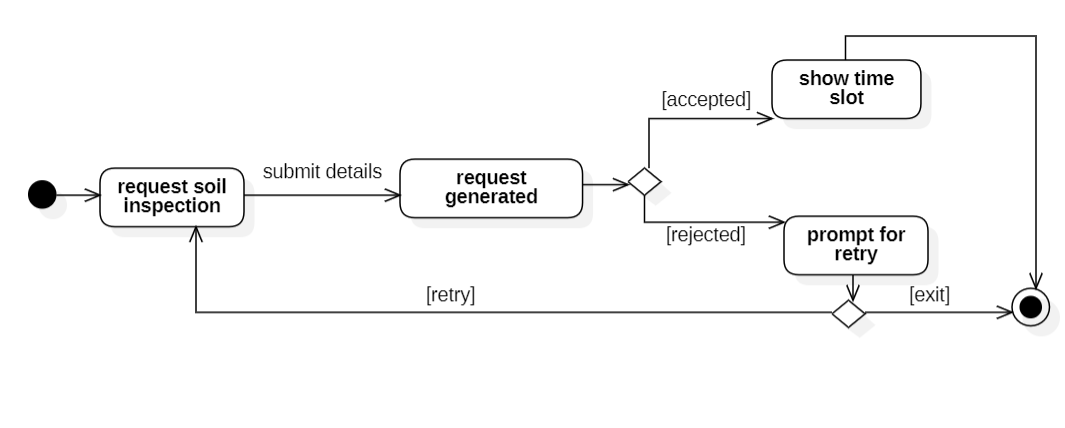 show time
slot
[accepted]
submit details
request soil
inspection
request
generated
[rejected]
prompt for
retry
[retry]
[exit]